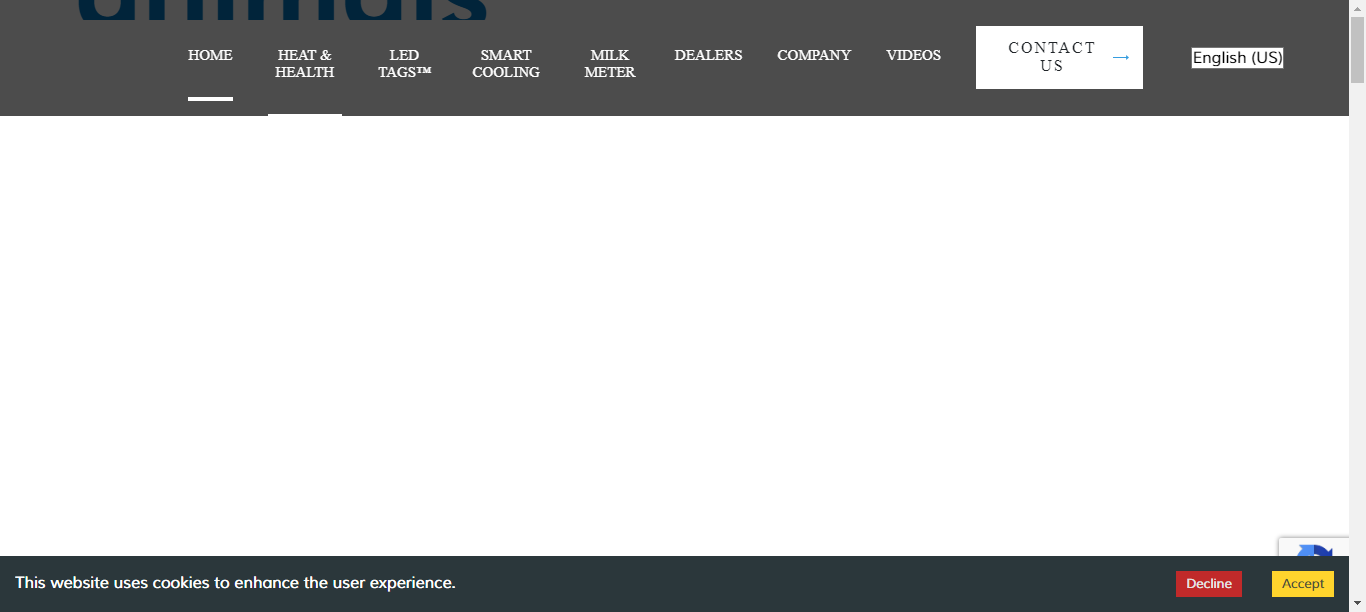 animals
HOME
HEAT &
HEALTH
LED
TAGS™
SMART
COOLING
MILK
METER
DEALERS
COMPANY
VIDEOS
CONTACT
US
English (US)
This website uses cookies to enhance the user experience.
Decline
Accept